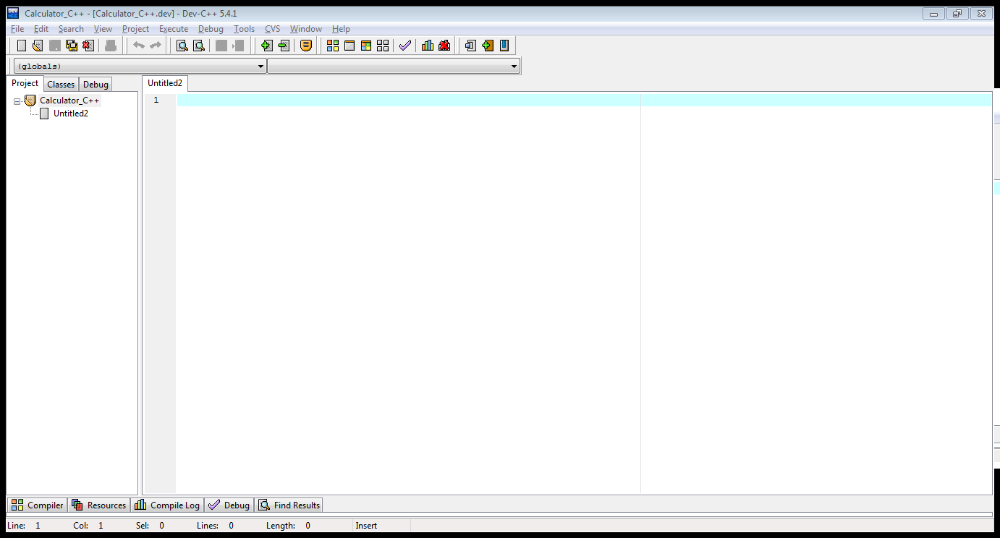 Calculator_C++ - [Calculator_C++.dev] - Dev-C++ 5.4.1
File Edit Search View Project Execute Debug Tools CVS Window Help
(globals)
Project Classes Debug
Untitled2
Calculator_C++
Untitled2
1
Compiler Resources Compile Log Debug Find Results
Line: 1 Col: 1 Sel: 0 Lines: 0 Length: 0 Insert